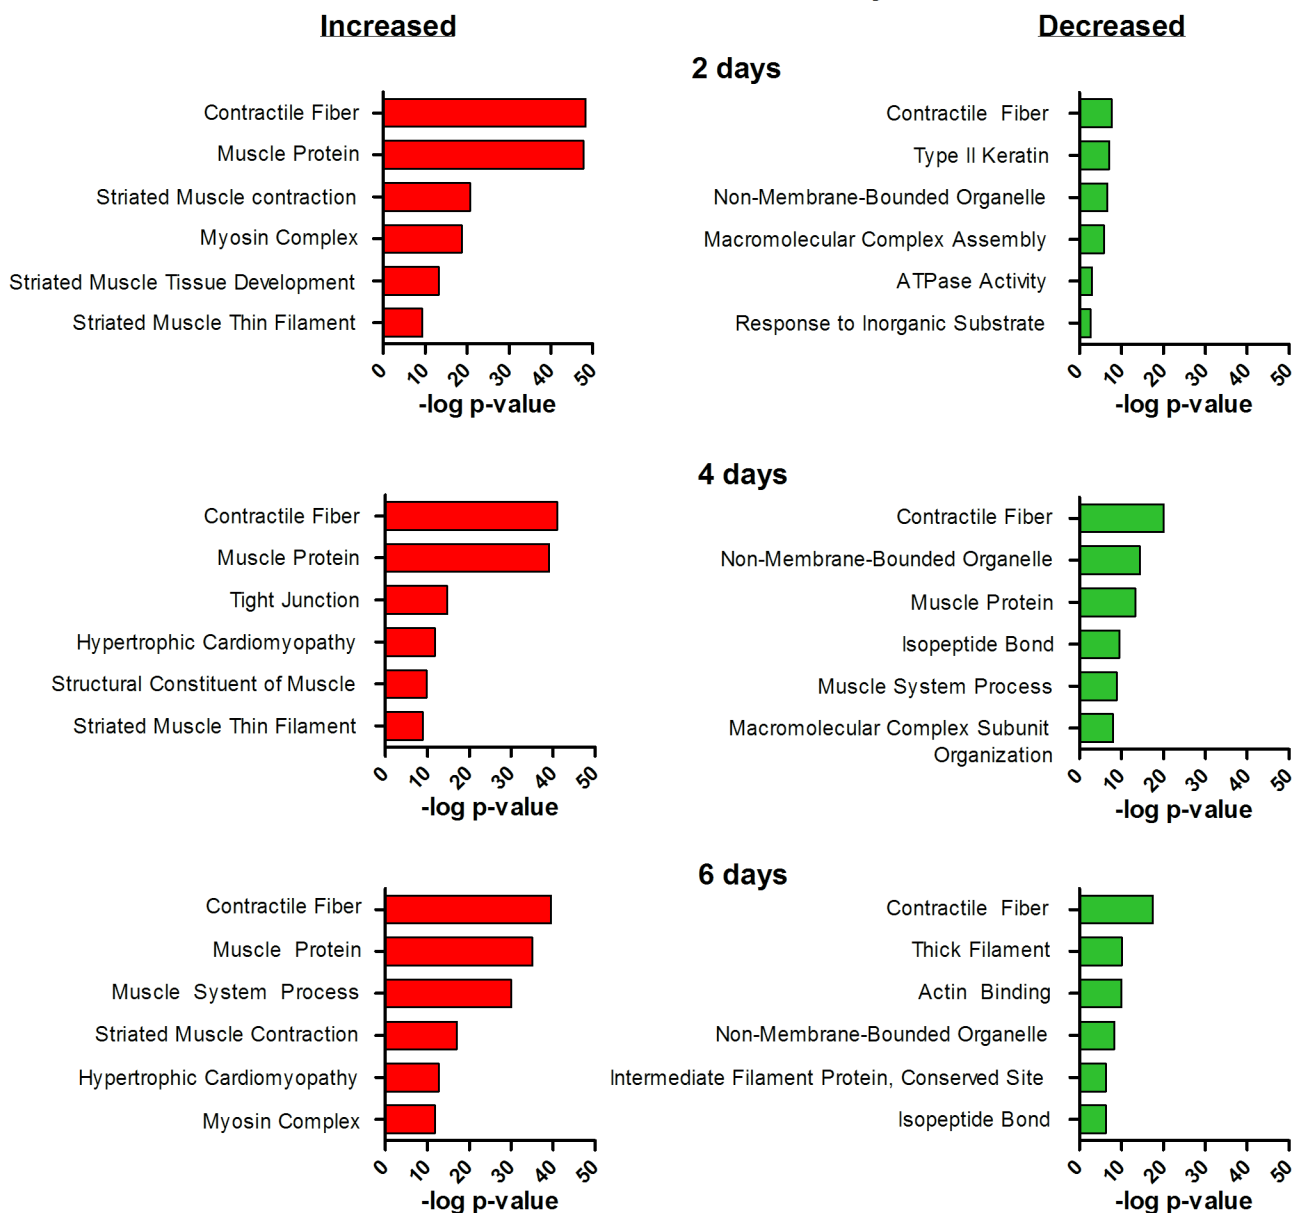 Increased
Decreased
2 days
Contractile Fiber
Muscle Protein
Striated Muscle contraction
Myosin Complex
Striated Muscle Tissue Development
Striated Muscle Thin Filament
0 10 20 30 40 50
-log p-value
Contractile Fiber
Type II Keratin
Non-Membrane-Bounded Organelle
Macromolecular Complex Assembly
ATPase Activity
Response to Inorganic Substrate
0 10 20 30 40 50
-log p-value
4 days
Contractile Fiber
Muscle Protein
Tight Junction
Hypertrophic Cardiomyopathy
Structural Constituent of Muscle
Striated Muscle Thin Filament
0 10 20 30 40 50
-log p-value
Contractile Fiber
Non-Membrane-Bounded Organelle
Muscle Protein
Isopeptide Bond
Muscle System Process
Macromolecular Complex Subunit
Organization
0 10 20 30 40 50
-log p-value
6 days
Contractile Fiber
Muscle Protein
Muscle System Process
Striated Muscle Contraction
Hypertrophic Cardiomyopathy
Myosin Complex
0 10 20 30 40 50
-log p-value
Contractile Fiber
Thick Filament
Actin Binding
Non-Membrane-Bounded Organelle
Intermediate Filament Protein, Conserved Site
Isopeptide Bond
0 10 20 30 40 50
-log p-value